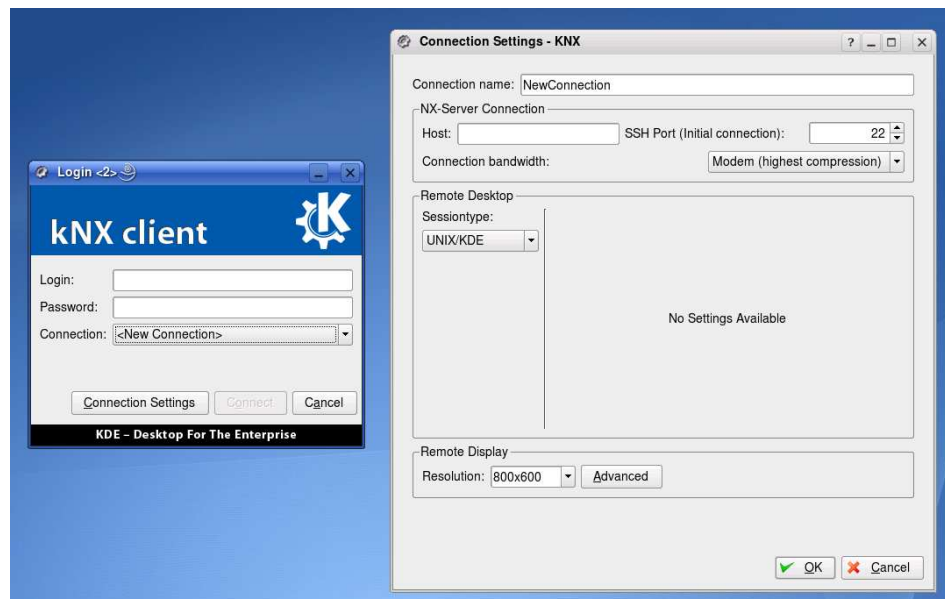 Login <2>
kNX client
Login:
Password:
Connection: <New Connection>
Connection Settings Connect Cancel
KDE – Desktop For The Enterprise
Connection Settings - KNX
Connection name: NewConnection
NX-Server Connection
Host: SSH Port (Initial connection): 22
Connection bandwidth: Modem (highest compression)
Remote Desktop
Sessiontype:
UNIX/KDE
No Settings Available
Remote Display
Resolution: 800x600 Advanced
OK Cancel